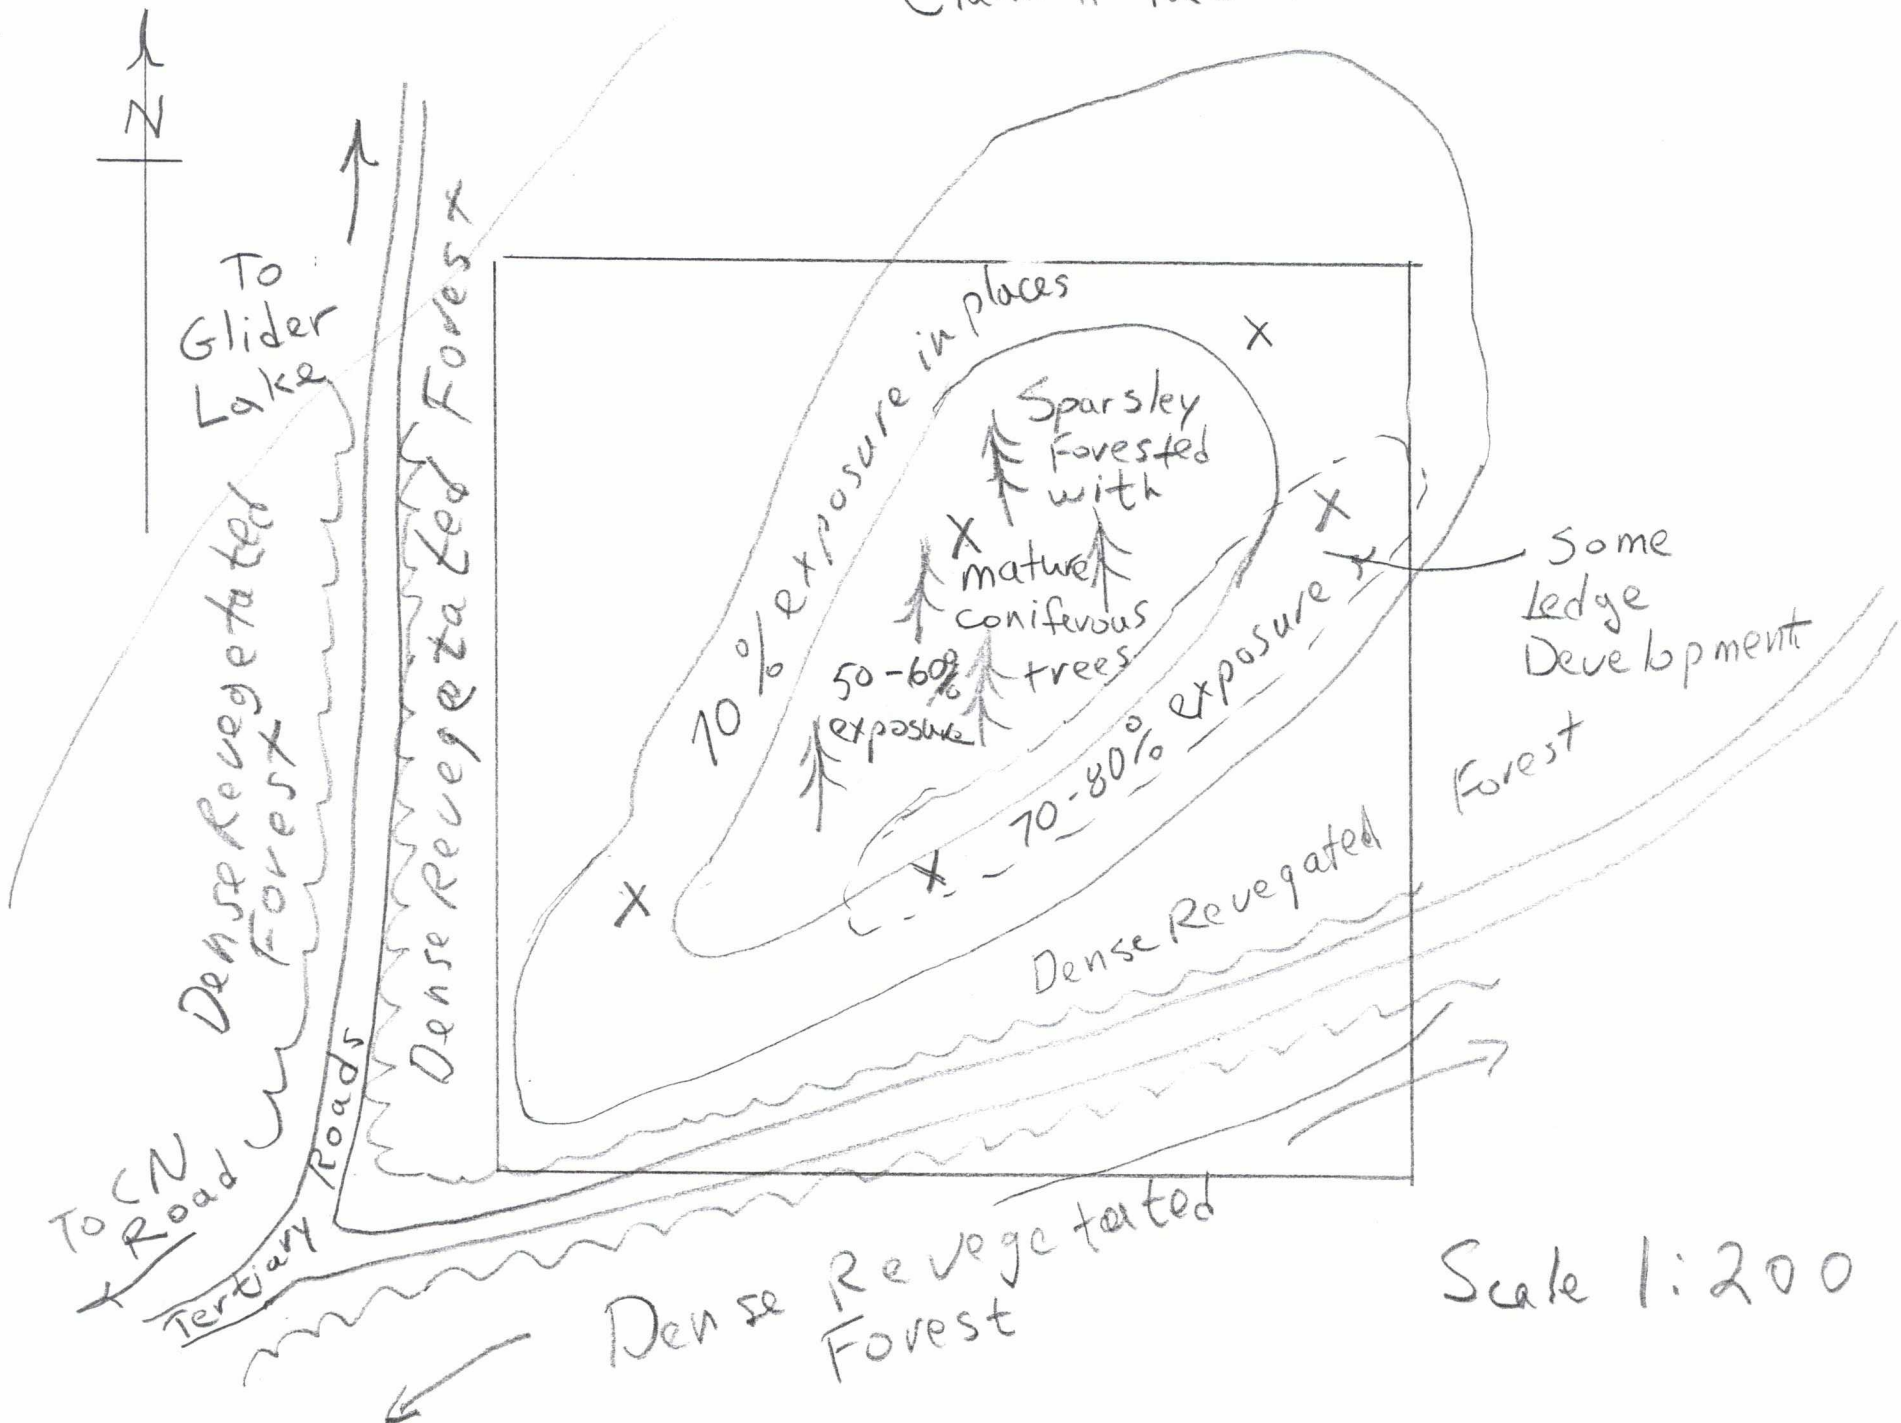 N
To
Glider
Lake
Dense Revegetated
Forest
Dense Revegetated Forest
10% exposure in places
Sparsley
Forested
with
mature
coniferous
trees
50-60%
exposure
70-80% exposure
Some
Ledge
Development
Dense Revegated Forest
To CN
Road
Tertiary Roads
Dense Revegetated
Forest
Scale 1:200